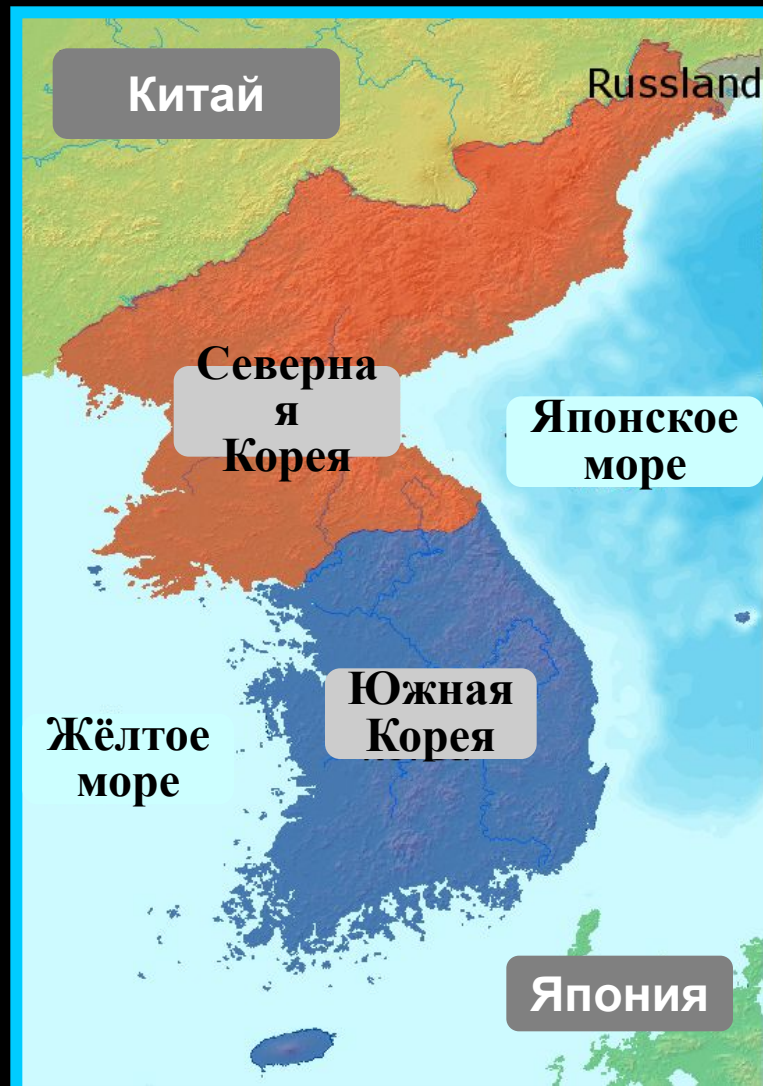 Китай
Russland
Северна
я
Корея
Японское
море
Южная
Корея
Жёлтое
море
Япония